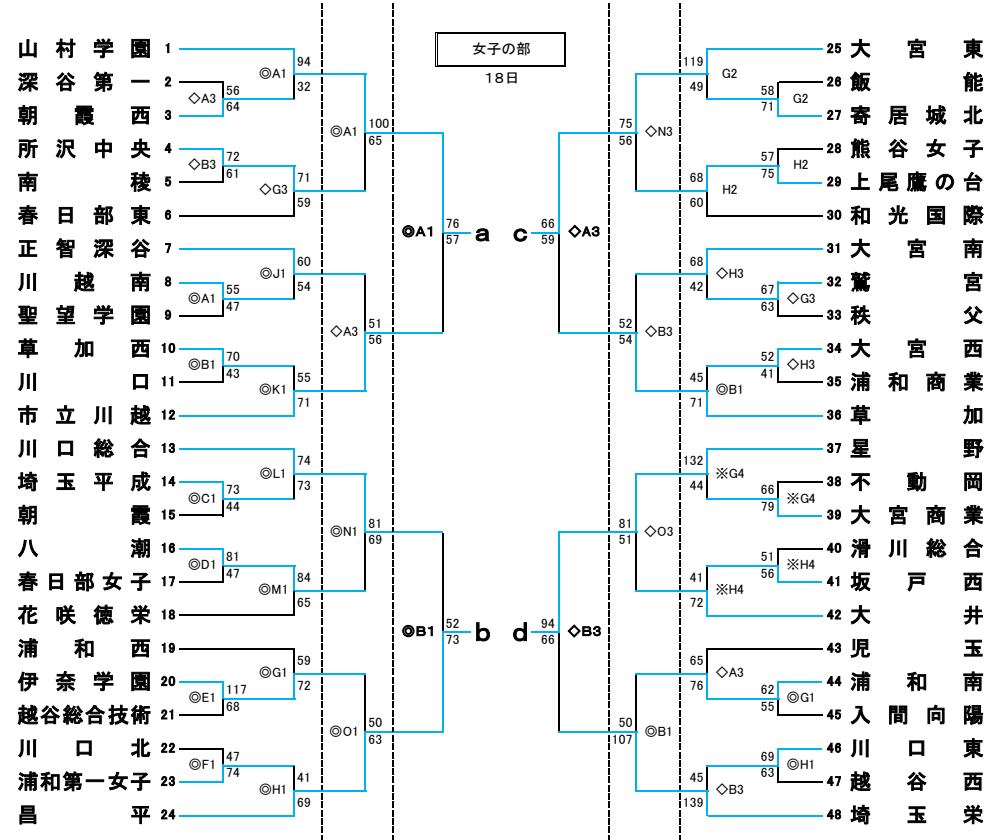 女子の部
18日
山村学園 1
深谷第一 2
朝霞西 3
所沢中央 4
南稜 5
春日部東 6
正智深谷 7
川越南 8
聖望学園 9
草加西 10
川口 11
市立川越 12
川口総合 13
埼玉平成 14
朝霞 15
八潮 16
春日部女子 17
花咲徳栄 18
浦和西 19
伊奈学園 20
越谷総合技術 21
川口北 22
浦和第一女子 23
昌平 24
◇A3 56 64
◇B3 72 61
◎A1 55 47
◎B1 70 43
◎C1 73 44
◎D1 81 47
◎E1 117 68
◎F1 47 74
◎A1 94 32
◇G3 71 59
◎J1 60 54
◎K1 55 71
◎L1 74 73
◎M1 84 65
◎G1 59 72
◎H1 41 69
◎A1 100 65
◇A3 51 56
◎N1 81 69
◎O1 50 63
◎A1 76 57 a
◎B1 52 73 b
c 66 59 ◇A3
d 94 66 ◇B3
75 56 ◇N3
52 54 ◇B3
81 51 ◇O3
50 107 ◎B1
119 49 G2
68 60 H2
68 42 ◇H3
45 71 ◎B1
132 44 ※G4
41 72 ※H4
65 76 ◇A3
45 139 ◇B3
58 71 G2
57 75 H2
67 63 ◇G3
52 41 ◇H3
66 79 ※G4
51 56 ※H4
62 55 ◎G1
69 63 ◎H1
25 大宮東
26 飯能
27 寄居城北
28 熊谷女子
29 上尾鷹の台
30 和光国際
31 大宮南
32 鷲宮
33 秩父
34 大宮西
35 浦和商業
36 草加
37 星野
38 不動岡
39 大宮商業
40 滑川総合
41 坂戸西
42 大井
43 児玉
44 浦和南
45 入間向陽
46 川口東
47 越谷西
48 埼玉栄